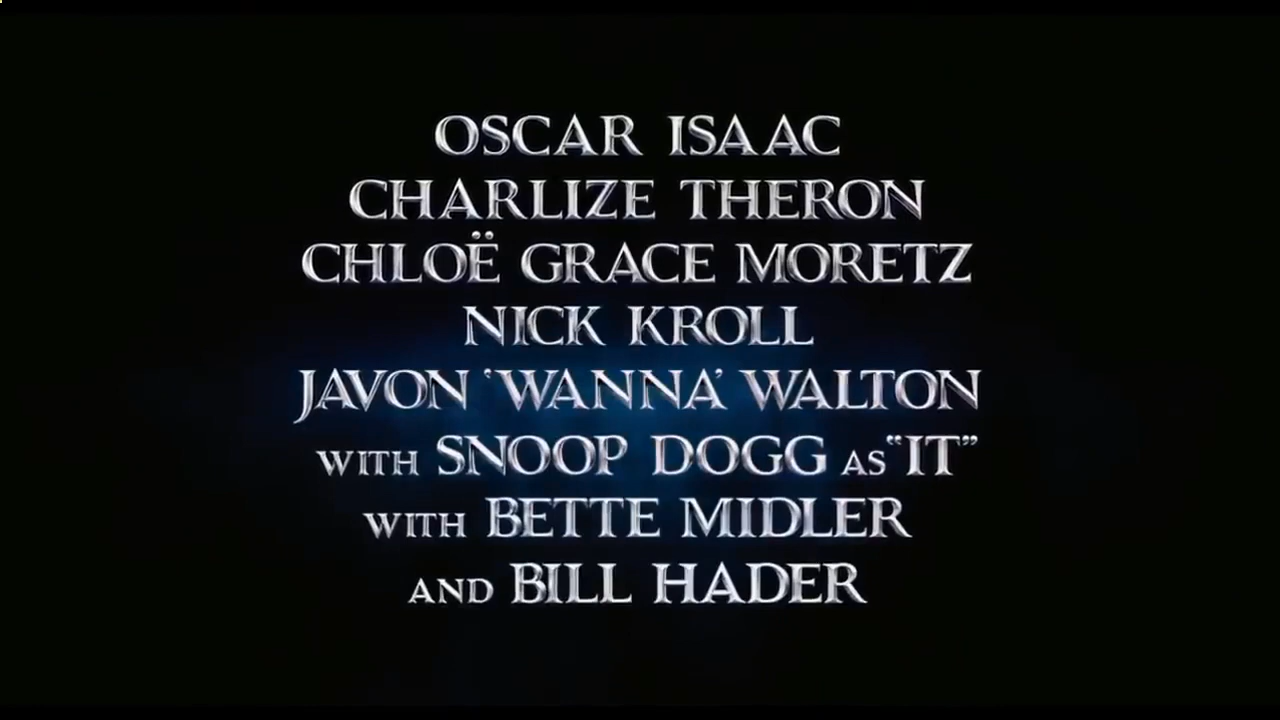 OSCAR ISAAC
CHARLIZE THERON
CHLOË GRACE MORETZ
NICK KROLL
JAVON ‘WANNA’ WALTON
WITH SNOOP DOGG AS “IT”
WITH BETTE MIDLER
AND BILL HADER